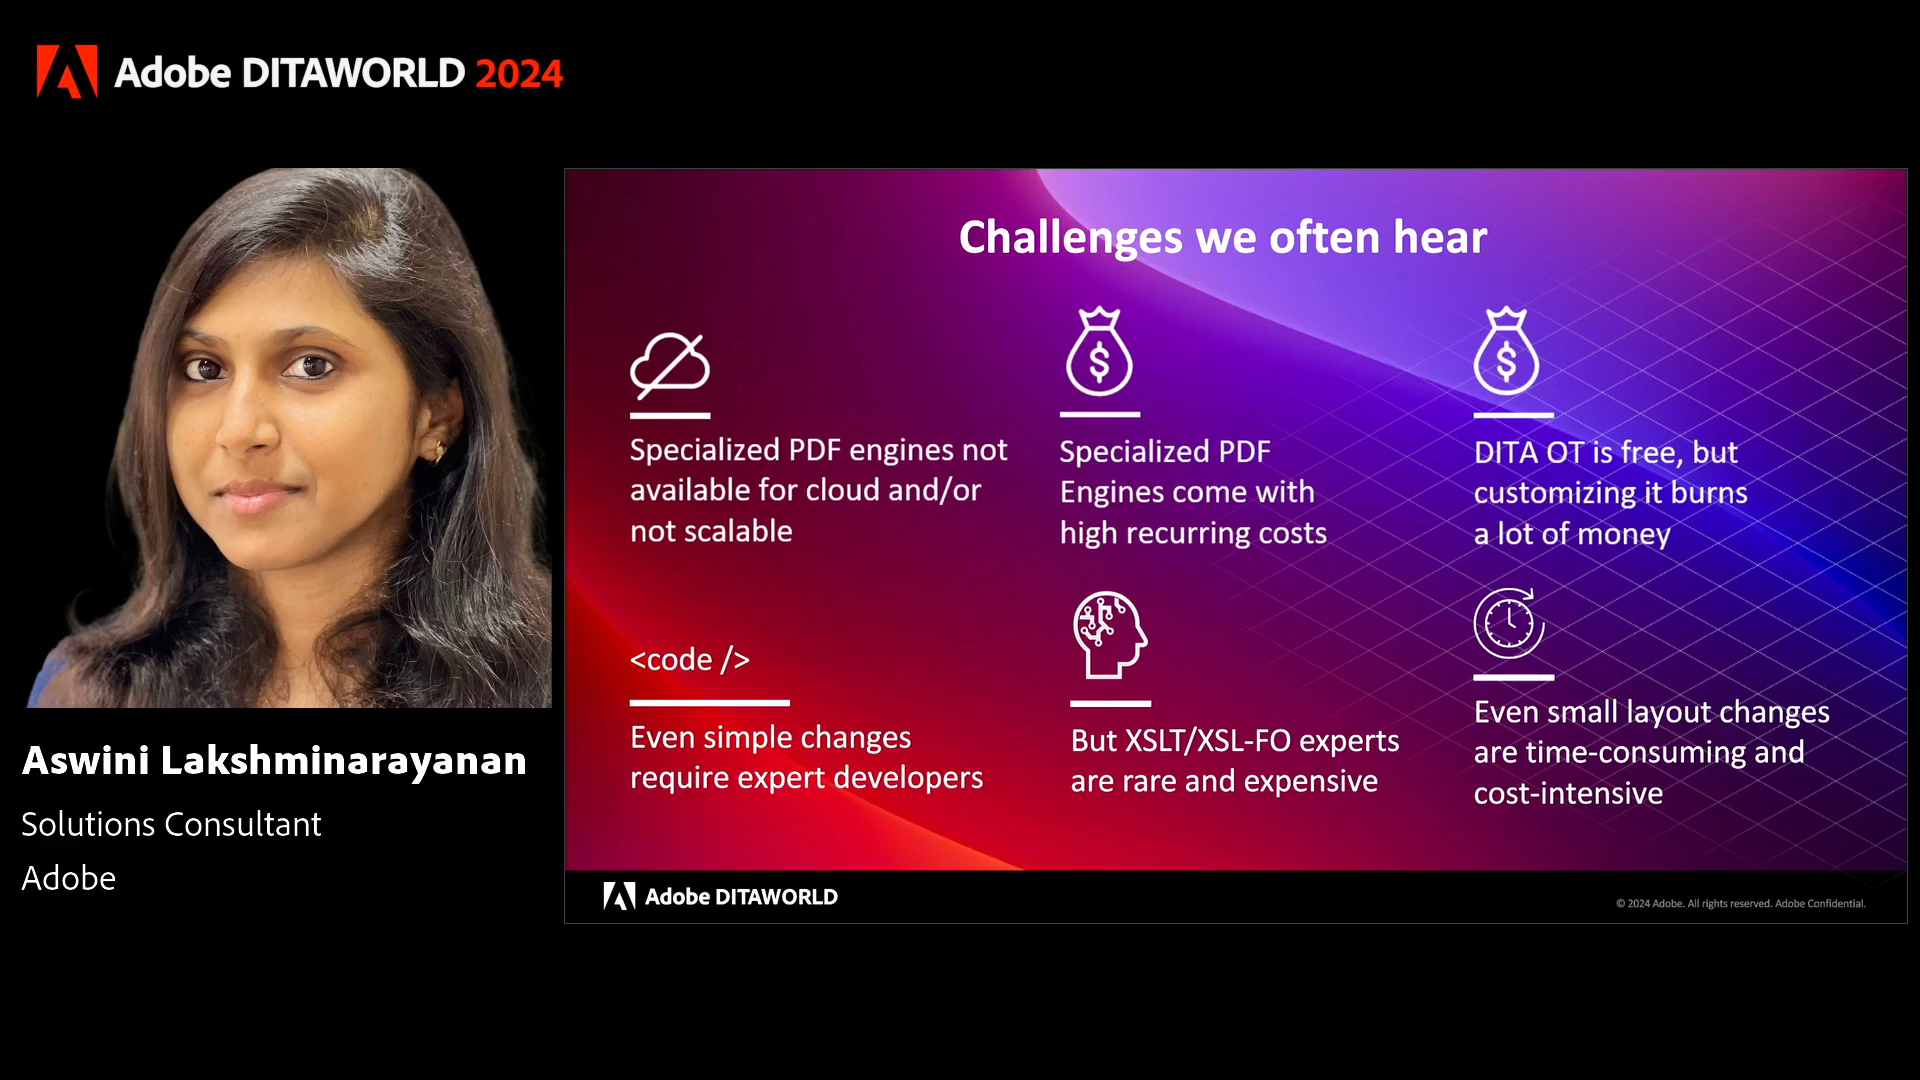 Adobe DITAWORLD 2024
Challenges we often hear
Specialized PDF engines not
available for cloud and/or
not scalable
$
Specialized PDF
Engines come with
high recurring costs
$
DITA OT is free, but
customizing it burns
a lot of money
<code />
Even simple changes
require expert developers
But XSLT/XSL-FO experts
are rare and expensive
Even small layout changes
are time-consuming and
cost-intensive
Adobe DITAWORLD
© 2024 Adobe. All rights reserved. Adobe Confidential.
Aswini Lakshminarayanan
Solutions Consultant
Adobe